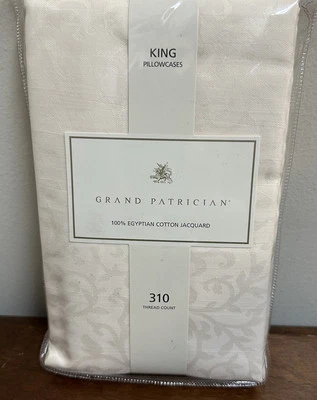 KING
PILLOWCASES
GRAND PATRICIAN®
100% EGYPTIAN COTTON JACQUARD
310
THREAD COUNT